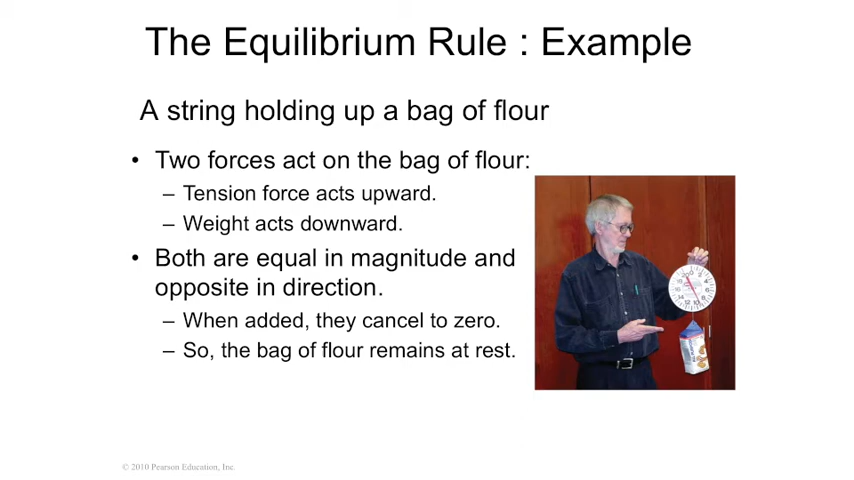 The Equilibrium Rule : Example
A string holding up a bag of flour
• Two forces act on the bag of flour:
– Tension force acts upward.
– Weight acts downward.
• Both are equal in magnitude and
opposite in direction.
– When added, they cancel to zero.
– So, the bag of flour remains at rest.
© 2010 Pearson Education, Inc.